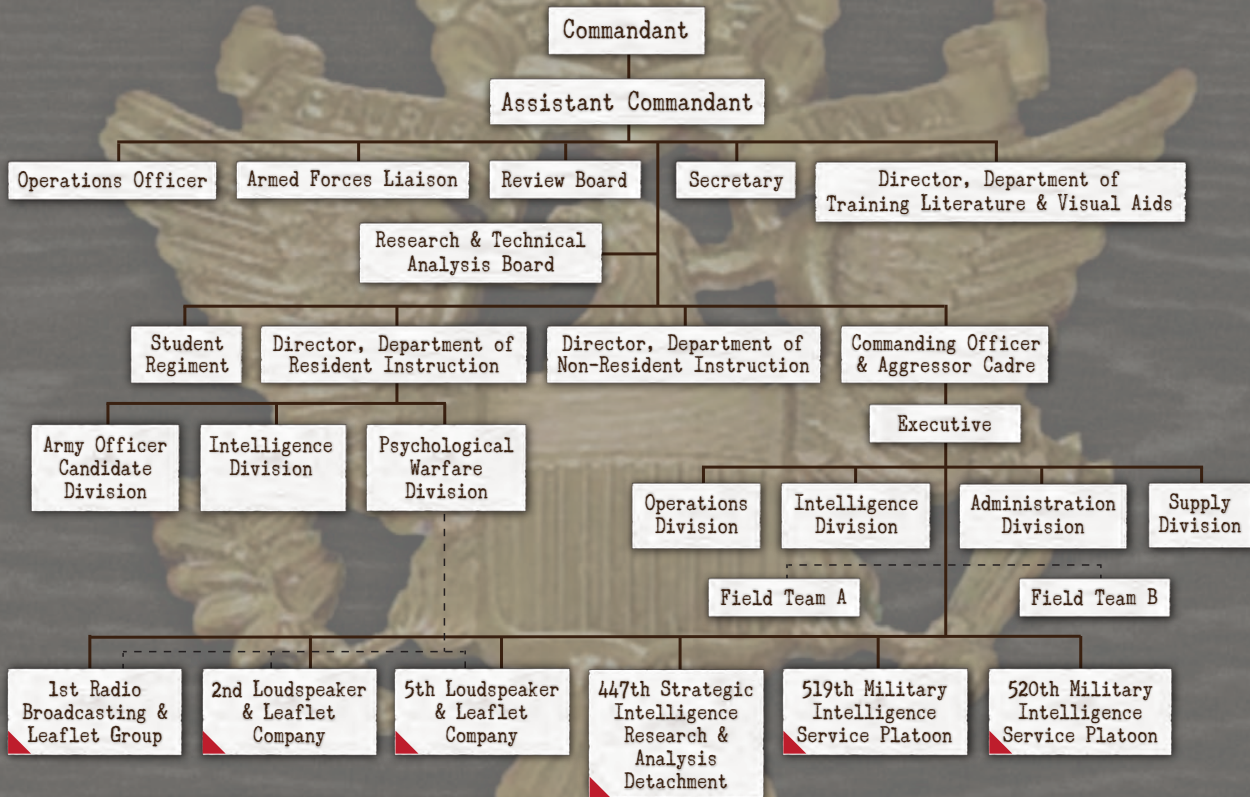 Commandant
Assistant Commandant
Operations Officer
Armed Forces Liaison
Review Board
Secretary
Director, Department of
Training Literature & Visual Aids
Research & Technical
Analysis Board
Student
Regiment
Director, Department of
Resident Instruction
Director, Department of
Non-Resident Instruction
Commanding Officer
& Aggressor Cadre
Executive
Army Officer
Candidate
Division
Intelligence
Division
Psychological
Warfare
Division
Operations
Division
Intelligence
Division
Administration
Division
Supply
Division
Field Team A
Field Team B
1st Radio
Broadcasting &
Leaflet Group
2nd Loudspeaker
& Leaflet
Company
5th Loudspeaker
& Leaflet
Company
447th Strategic
Intelligence
Research &
Analysis
Detachment
519th Military
Intelligence
Service Platoon
520th Military
Intelligence
Service Platoon